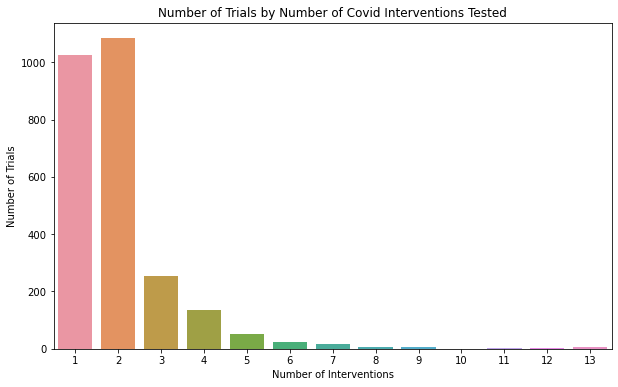 Number of Trials by Number of Covid Interventions Tested
1000
800
600
400
200
0
Number of Trials
1 2 3 4 5 6 7 8 9 10 11 12 13
Number of Interventions